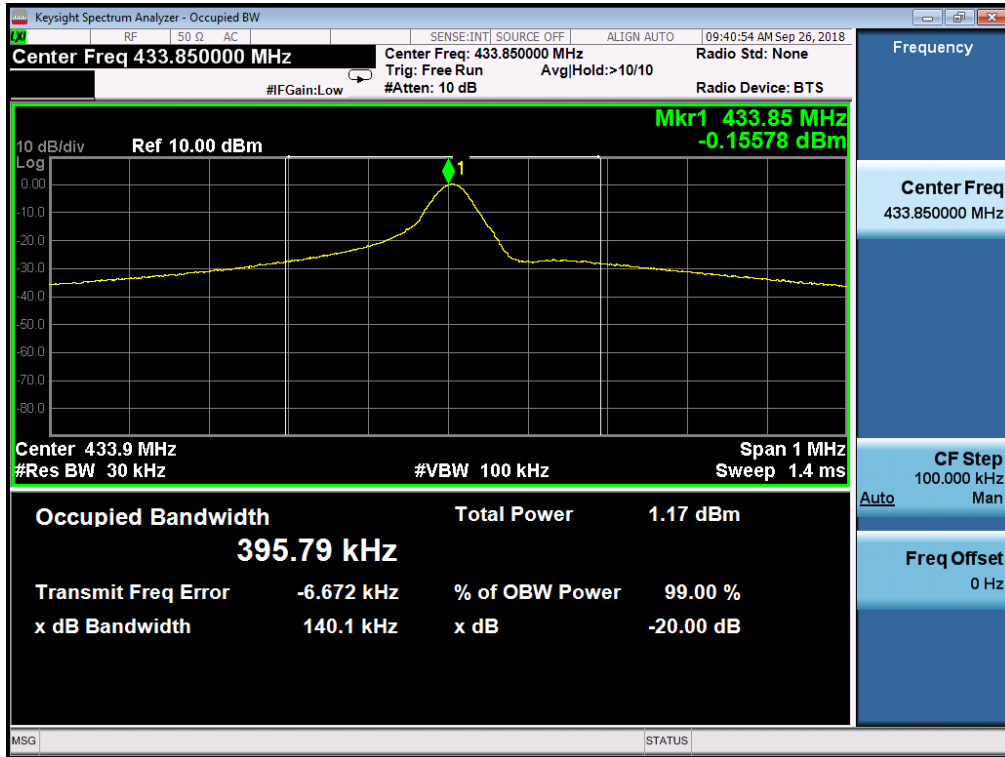 Keysight Spectrum Analyzer - Occupied BW
LXI RF 50 Ω AC SENSE:INT SOURCE OFF ALIGN AUTO 09:40:54 AM Sep 26, 2018
Center Freq 433.850000 MHz
Center Freq: 433.850000 MHz Radio Std: None
Trig: Free Run Avg|Hold:>10/10
#IFGain:Low #Atten: 10 dB Radio Device: BTS
Mkr1 433.85 MHz
-0.15578 dBm
10 dB/div Ref 10.00 dBm
Log
1
0.00
-10.0
-20.0
-30.0
-40.0
-50.0
-60.0
-70.0
-80.0
Center 433.9 MHz Span 1 MHz
#Res BW 30 kHz #VBW 100 kHz Sweep 1.4 ms
Occupied Bandwidth Total Power 1.17 dBm
395.79 kHz
Transmit Freq Error -6.672 kHz % of OBW Power 99.00 %
x dB Bandwidth 140.1 kHz x dB -20.00 dB
MSG STATUS
Frequency
Center Freq
433.850000 MHz
CF Step
100.000 kHz
Auto Man
Freq Offset
0 Hz